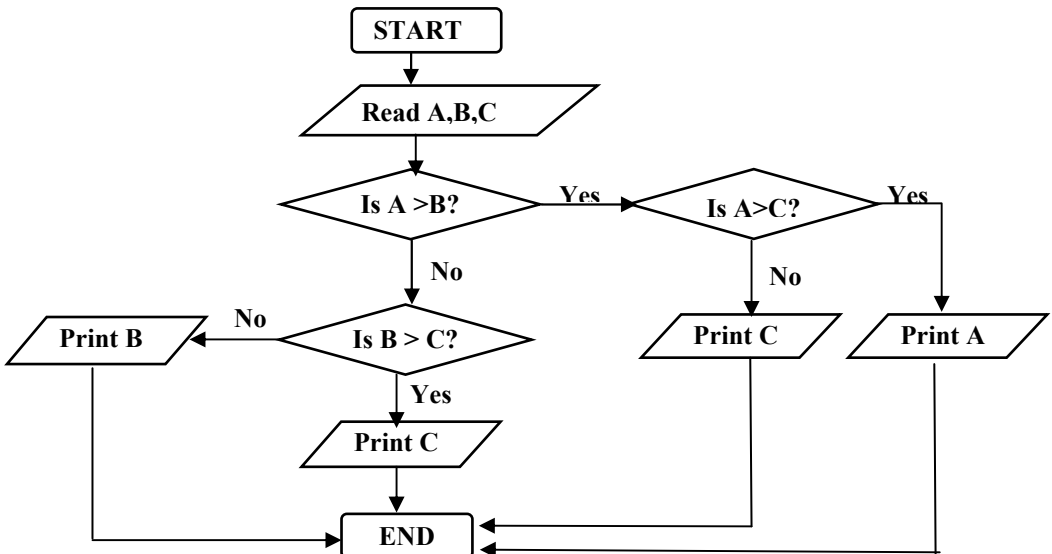 START
Read A,B,C
Is A >B?
Yes
Is A>C?
Yes
No
No
Print B
No
Is B > C?
Print C
Print A
Yes
Print C
END